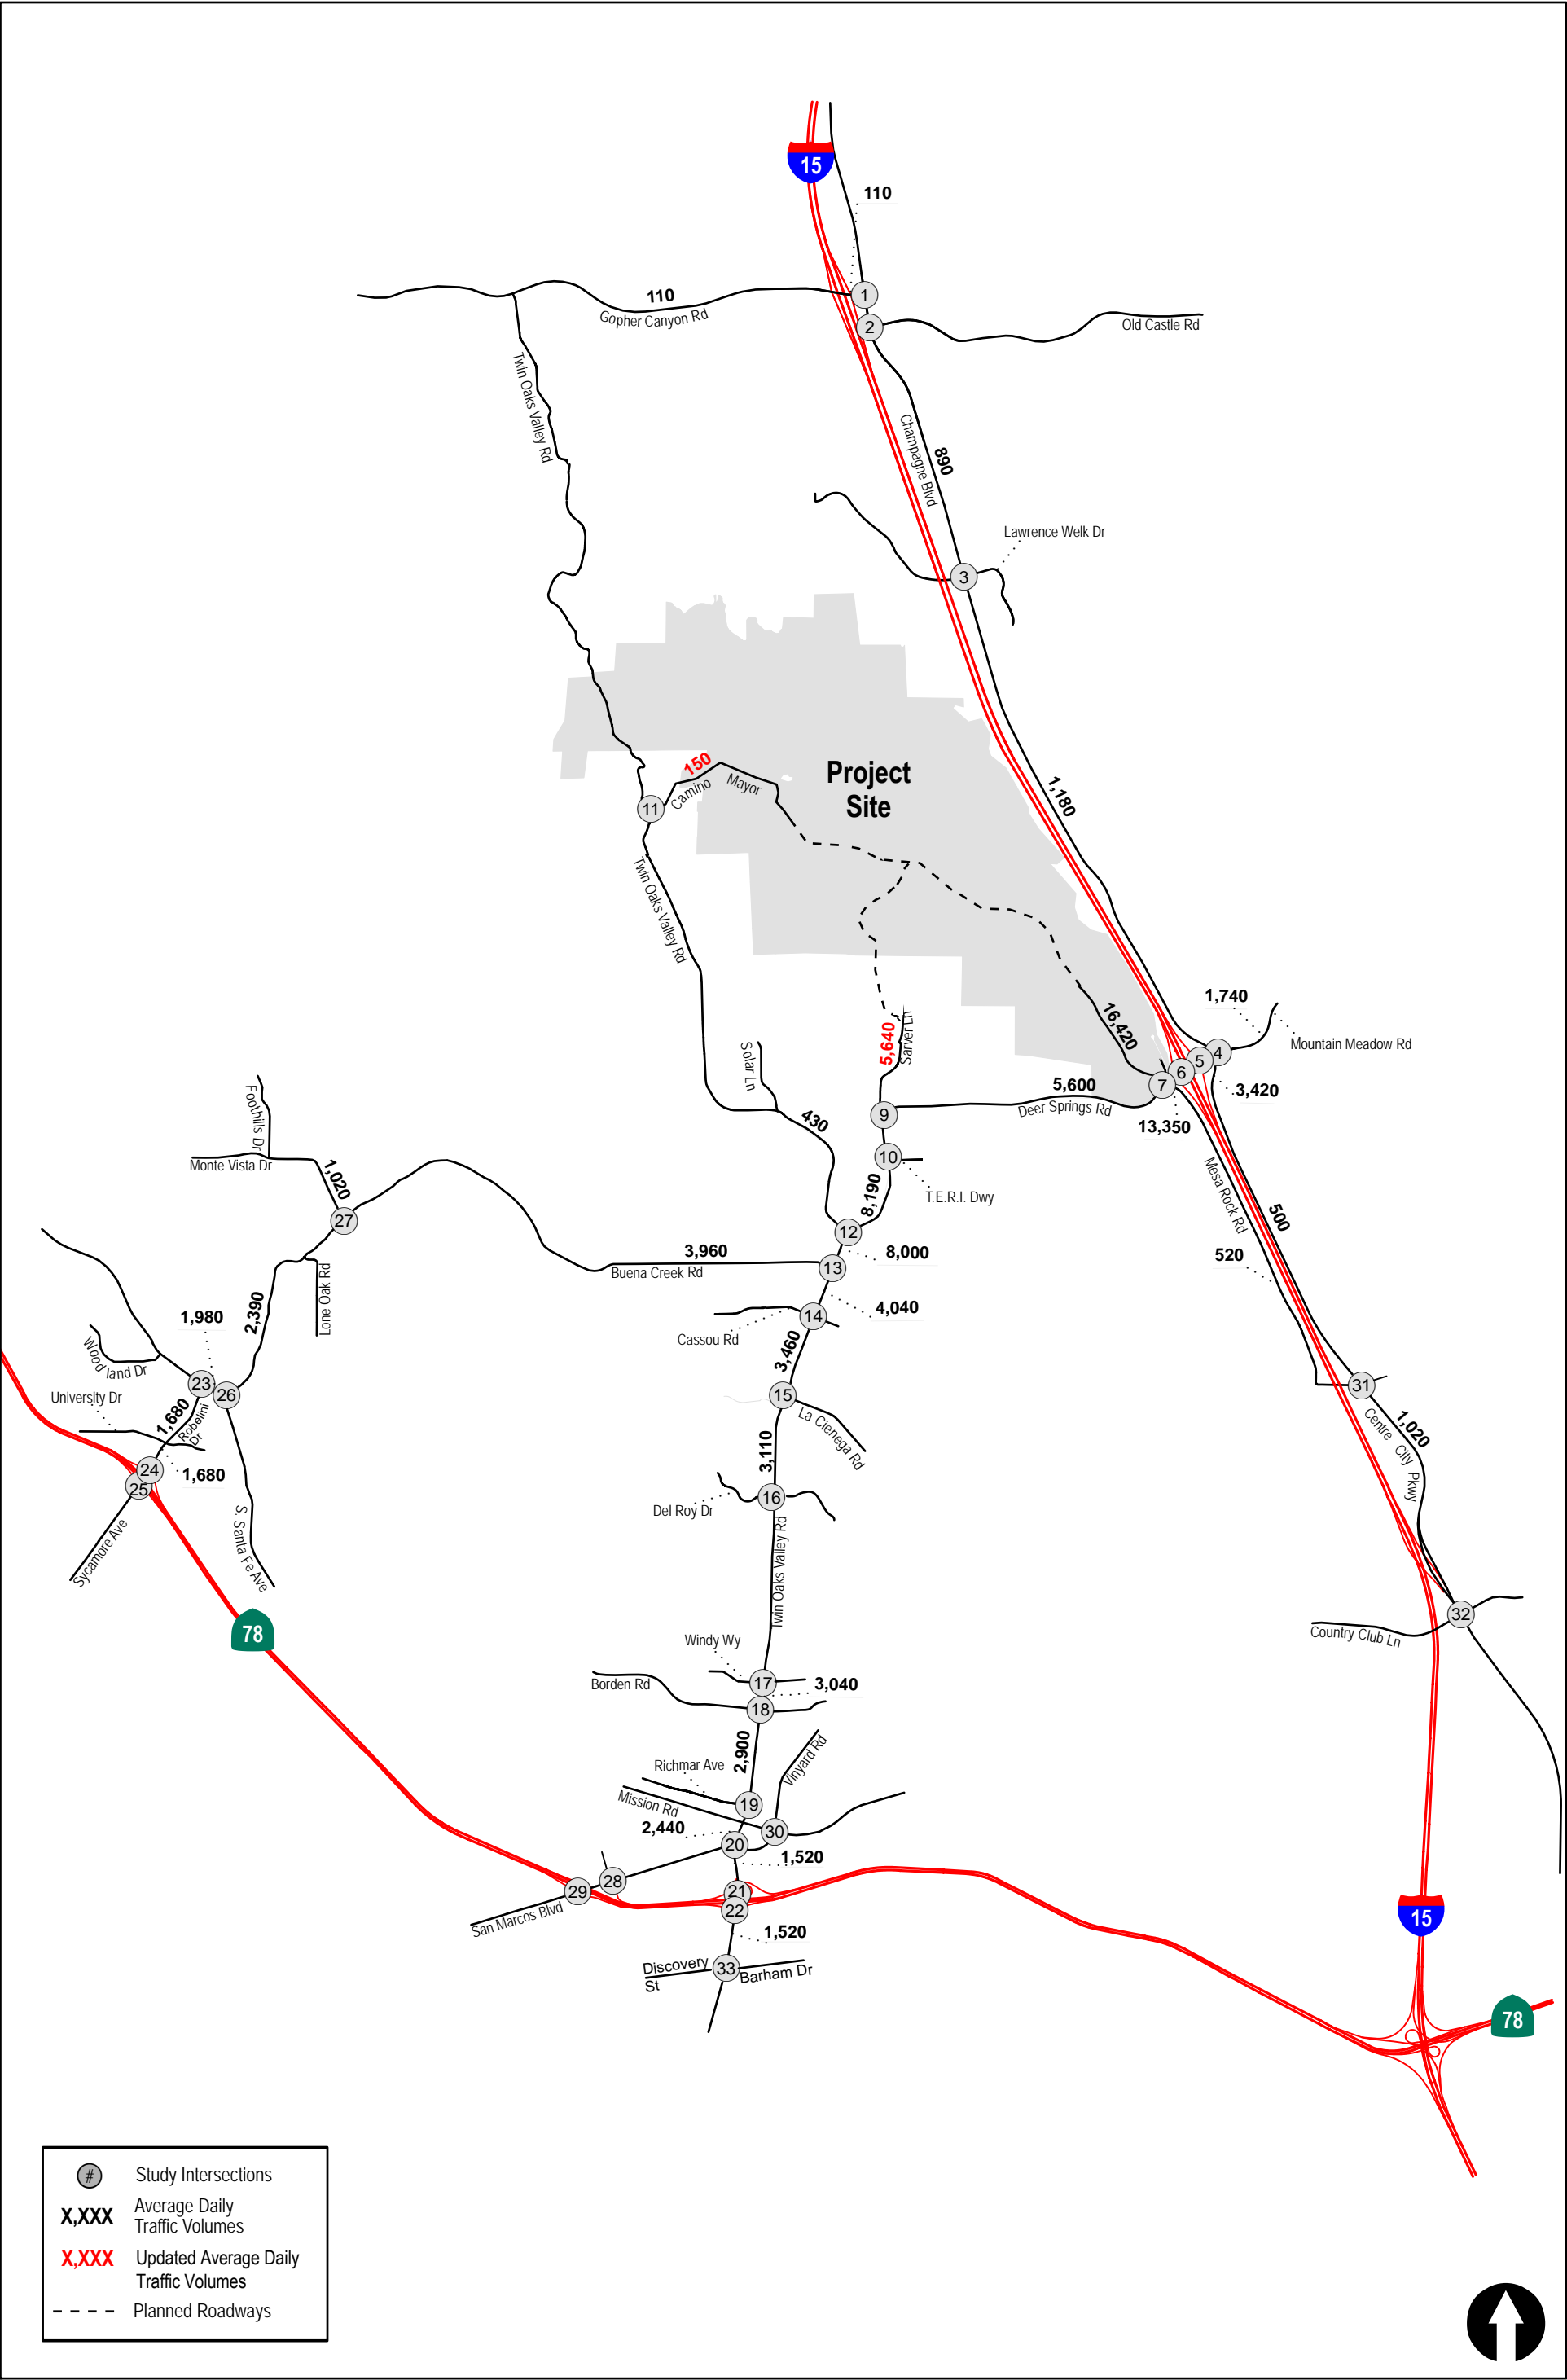 15
110
1
110
Gopher Canyon Rd
2
Old Castle Rd
Twin Oaks Valley Rd
Champagne Blvd
890
Lawrence Welk Dr
3
Project
Site
150
Camino
Mayor
11
1,180
Twin Oaks Valley Rd
1,740
Mountain Meadow Rd
16,420
5,640
Sarver Ln
4
5
6
7
3,420
5,600
Deer Springs Rd
13,350
Solar Ln
430
9
10
T.E.R.I. Dwy
8,190
Foothills Dr
Monte Vista Dr
1,020
27
Mesa Rock Rd
500
520
12
8,000
3,960
Buena Creek Rd
13
4,040
14
Cassou Rd
Lone Oak Rd
2,390
1,980
Wood land Dr
University Dr
23
26
1,680
Robelini
Dr
24
1,680
25
Sycamore Ave
S. Santa Fe Ave
3,460
15
La Cienega Rd
3,110
16
Del Roy Dr
Twin Oaks Valley Rd
31
1,020
Centre City Pkwy
32
Country Club Ln
78
Windy Wy
17
3,040
Borden Rd
18
2,900
Vinyard Rd
Richmar Ave
Mission Rd
19
30
2,440
20
1,520
28
29
21
22
San Marcos Blvd
1,520
Discovery
St
33
Barham Dr
15
78
# Study Intersections
X,XXX Average Daily
Traffic Volumes
X,XXX Updated Average Daily
Traffic Volumes
Planned Roadways